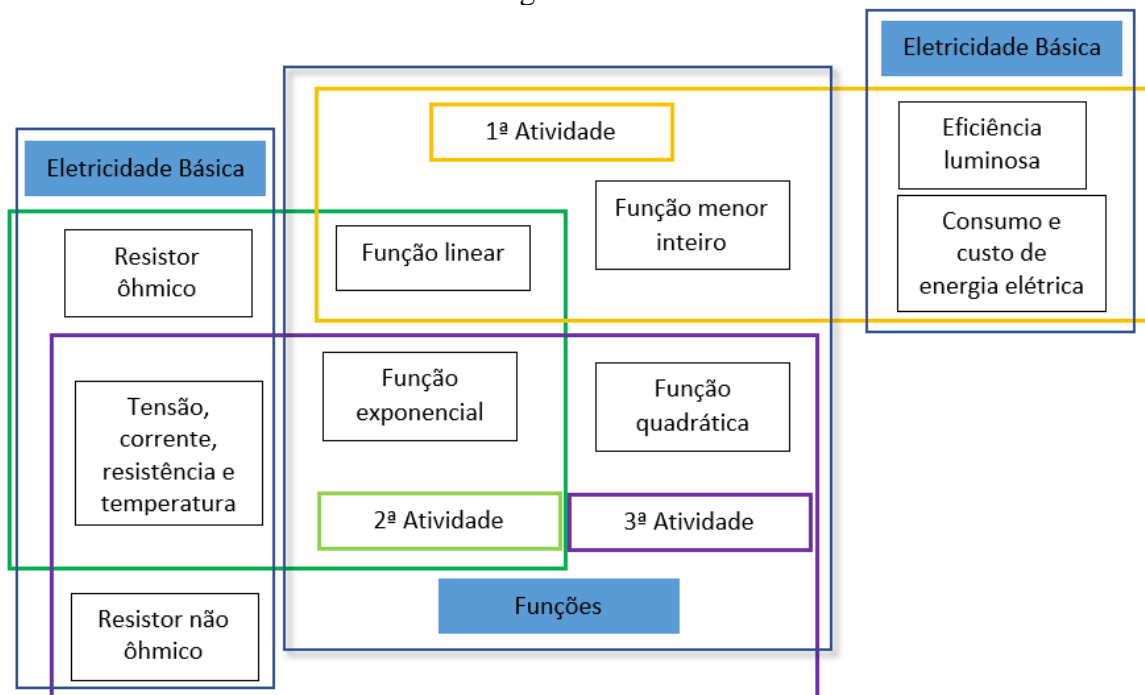 Eletricidade Básica
Eficiência
luminosa
Consumo e
custo de
energia elétrica
1ª Atividade
Função menor
inteiro
Função linear
Eletricidade Básica
Resistor
ôhmico
Tensão,
corrente,
resistência e
temperatura
Resistor não
ôhmico
Função
exponencial
Função
quadrática
2ª Atividade
3ª Atividade
Funções